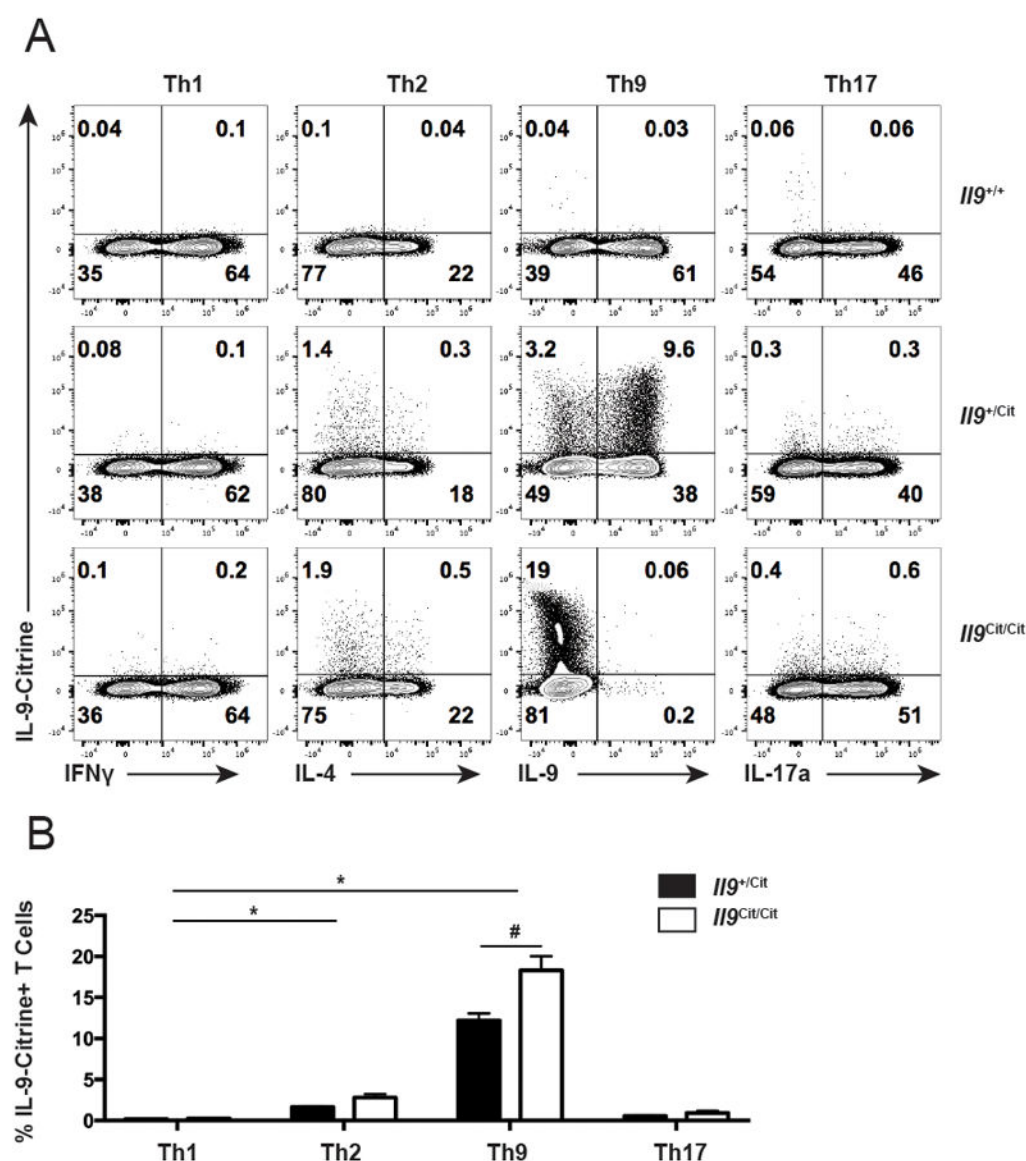 A
Th1 Th2 Th9 Th17
0.04 0.1 0.1 0.04 0.04 0.03 0.06 0.06
Il9+/+
35 64 77 22 39 61 54 46
0.08 0.1 1.4 0.3 3.2 9.6 0.3 0.3
Il9+/Cit
38 62 80 18 49 38 59 40
0.1 0.2 1.9 0.5 19 0.06 0.4 0.6
Il9Cit/Cit
36 64 75 22 81 0.2 48 51
IL-9-Citrine
IFNγ IL-4 IL-9 IL-17a
B
Il9+/Cit
Il9Cit/Cit
*
*
#
% IL-9-Citrine+ T Cells
25
20
15
10
5
0
Th1 Th2 Th9 Th17